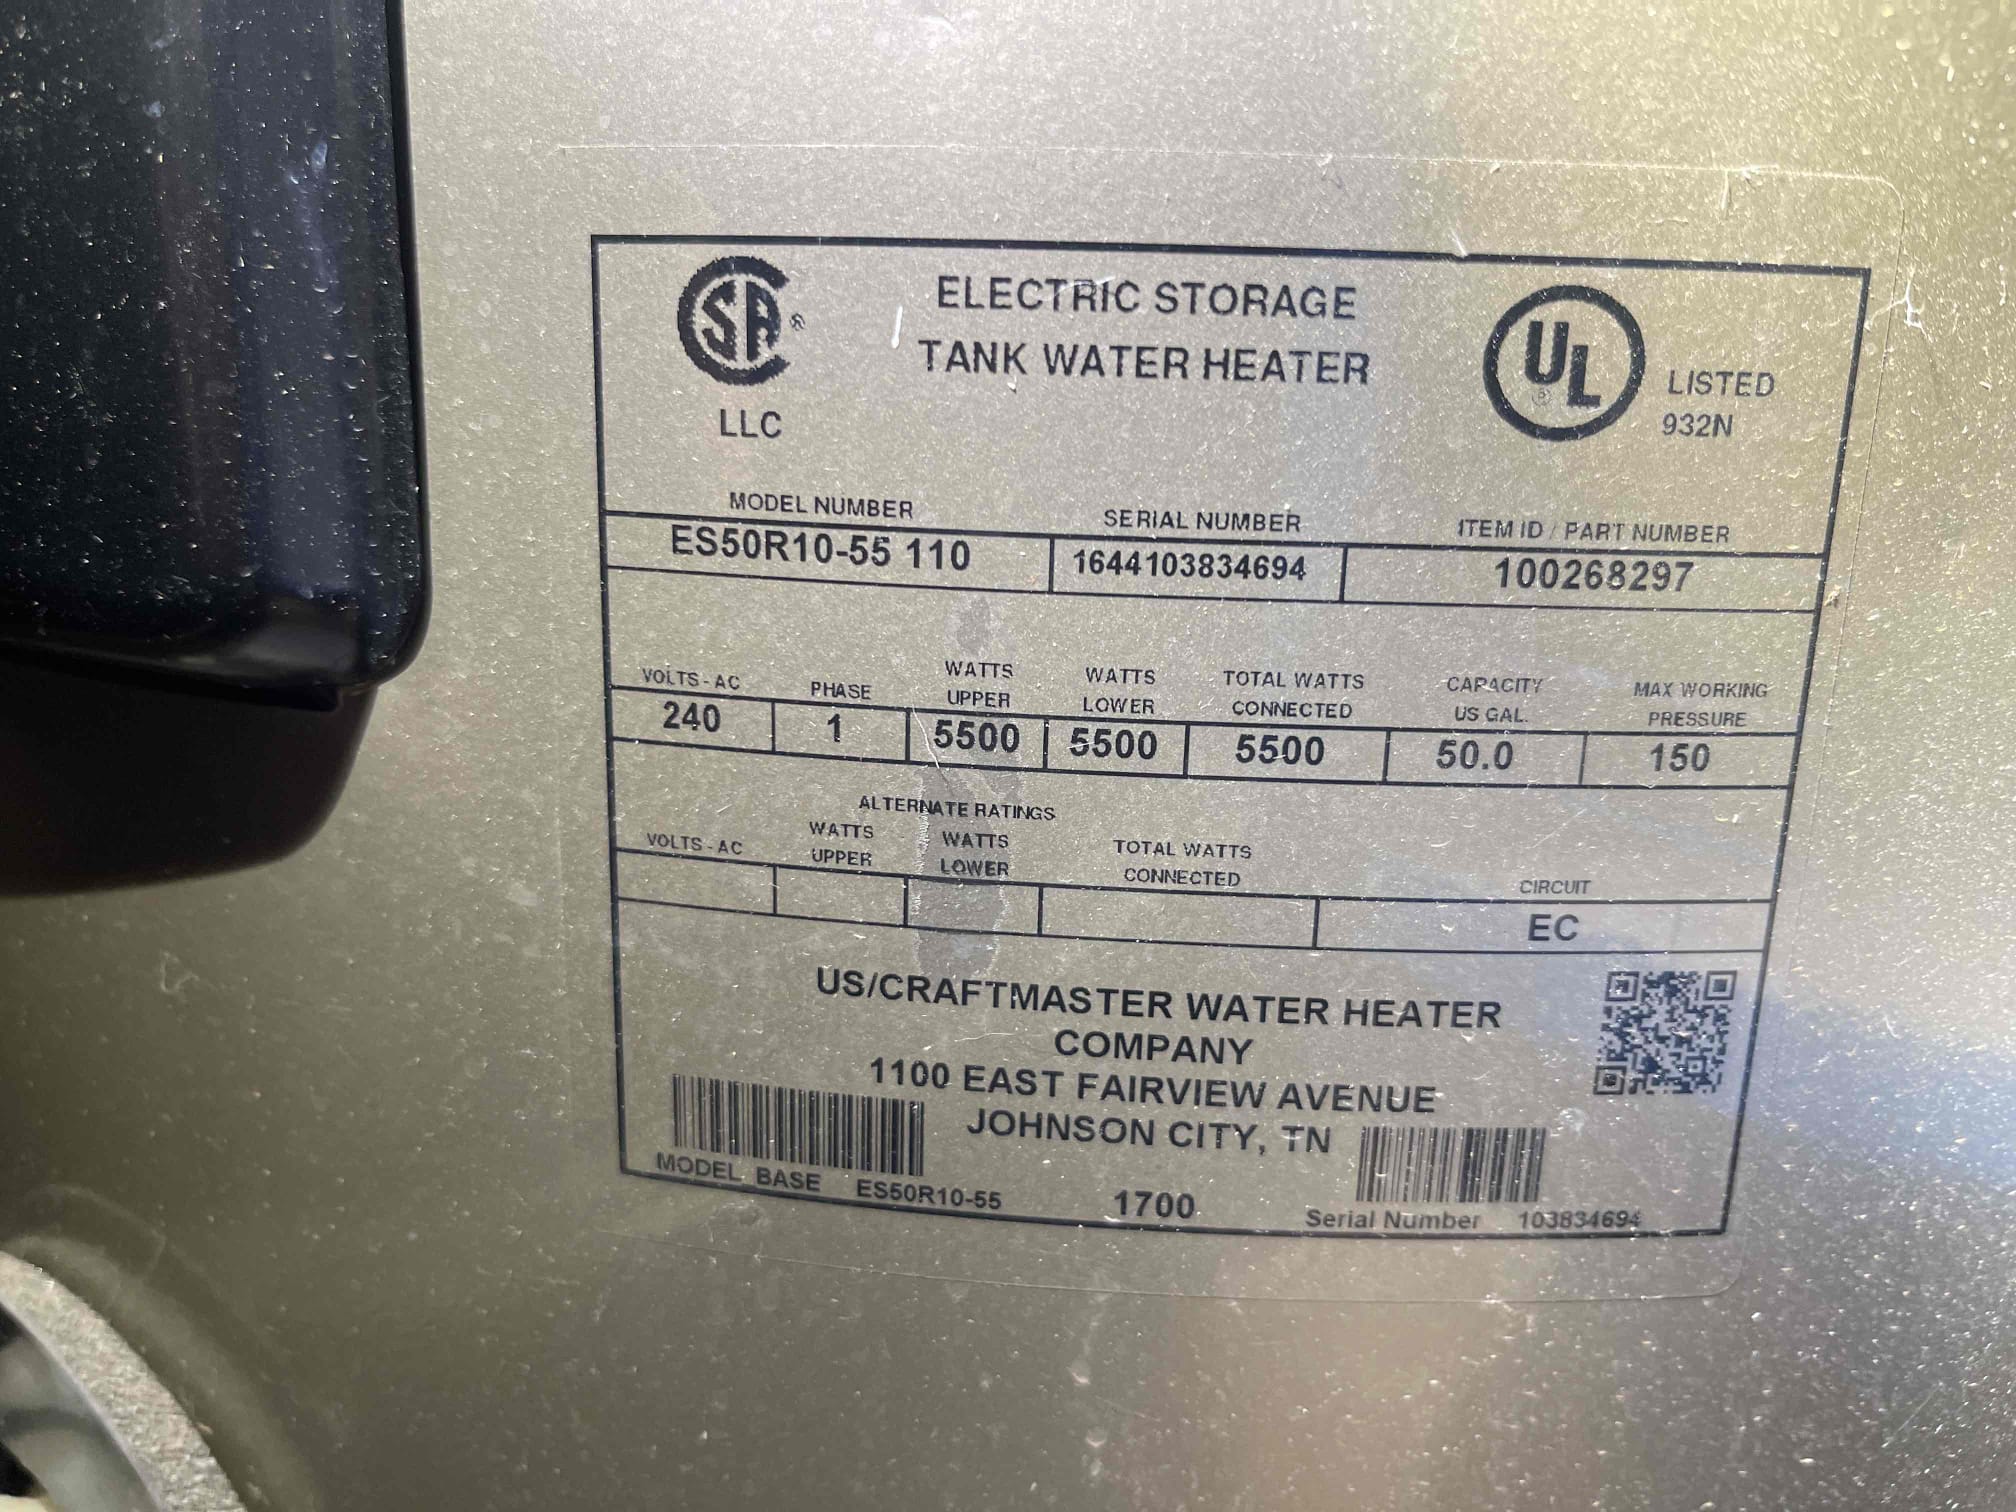 CSA®
LLC
ELECTRIC STORAGE
TANK WATER HEATER
UL®
LISTED
932N
MODEL NUMBER SERIAL NUMBER ITEM ID / PART NUMBER
ES50R10-55 110 1644103834694 100268297
VOLTS - AC PHASE WATTS UPPER WATTS LOWER TOTAL WATTS CONNECTED CAPACITY US GAL. MAX WORKING PRESSURE
240 1 5500 5500 5500 50.0 150
ALTERNATE RATINGS
VOLTS - AC WATTS UPPER WATTS LOWER TOTAL WATTS CONNECTED CIRCUIT
EC
US/CRAFTMASTER WATER HEATER
COMPANY
1100 EAST FAIRVIEW AVENUE
JOHNSON CITY, TN
MODEL BASE ES50R10-55 1700 Serial Number 103834694